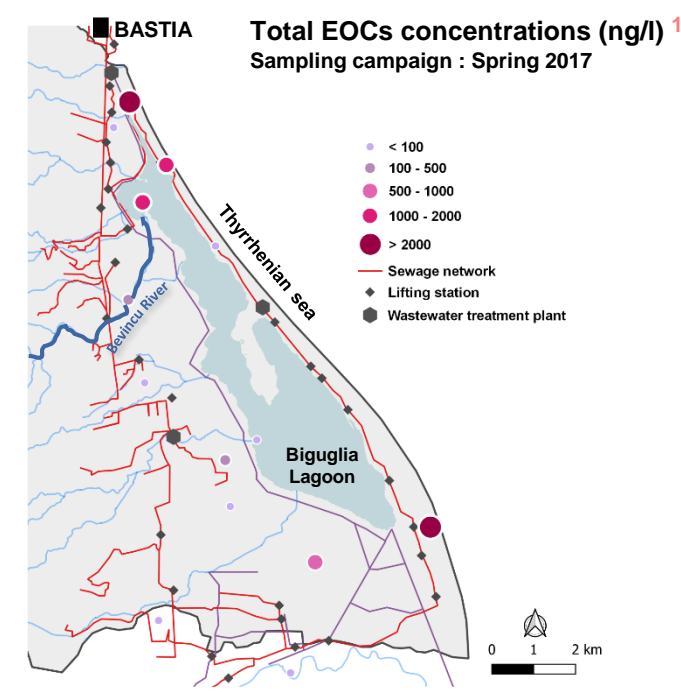 BASTIA
Total EOCs concentrations (ng/l) 1
Sampling campaign : Spring 2017
< 100
100 - 500
500 - 1000
1000 - 2000
> 2000
Sewage network
Lifting station
Wastewater treatment plant
Thyrrhenian sea
Bevincu River
Biguglia
Lagoon
0 1 2 km